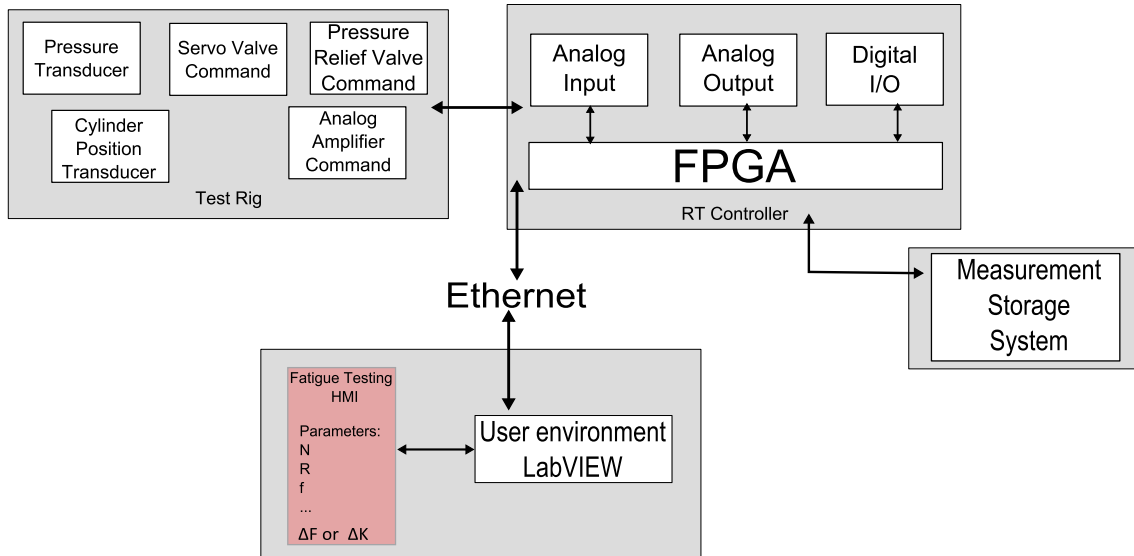 Pressure
Transducer
Servo Valve
Command
Pressure
Relief Valve
Command
Cylinder
Position
Transducer
Analog
Amplifier
Command
Test Rig
Analog
Input
Analog
Output
Digital
I/O
FPGA
RT Controller
Measurement
Storage
System
Ethernet
Fatigue Testing
HMI
Parameters:
N
R
f
...
ΔF or ΔK
User environment
LabVIEW